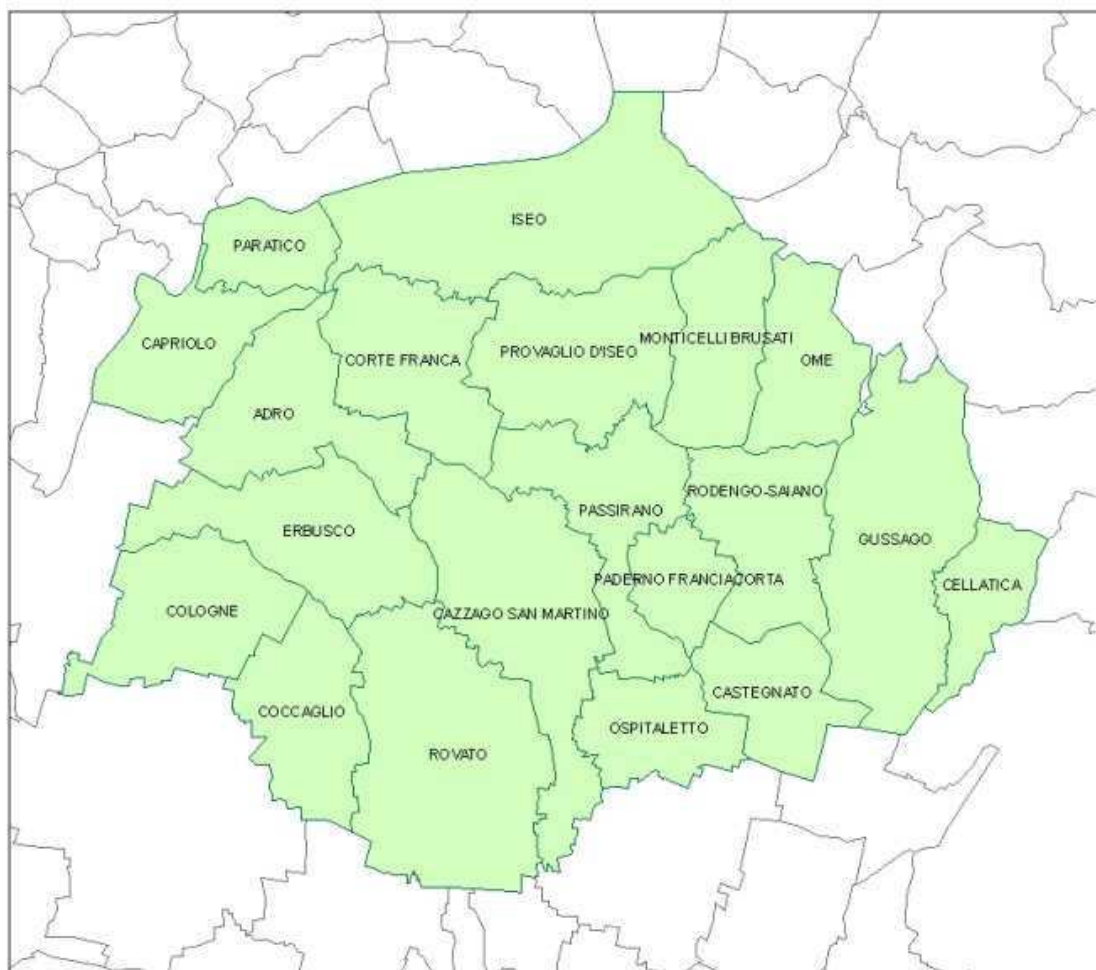 ISEO
PARATICO
CAPRIOLO
CORTE FRANCA
PROVAGLIO D'ISEO
MONTICELLI BRUSATI
OME
ADRO
RODENGO-SAIANO
PASSIRANO
ERBUSCO
GUSSAGO
PADERNO FRANCIACORTA
CELLATICA
COLOGNE
CAZZAGO SAN MARTINO
CASTEGNATO
COCCAGLIO
OSPITALETTO
ROVATO